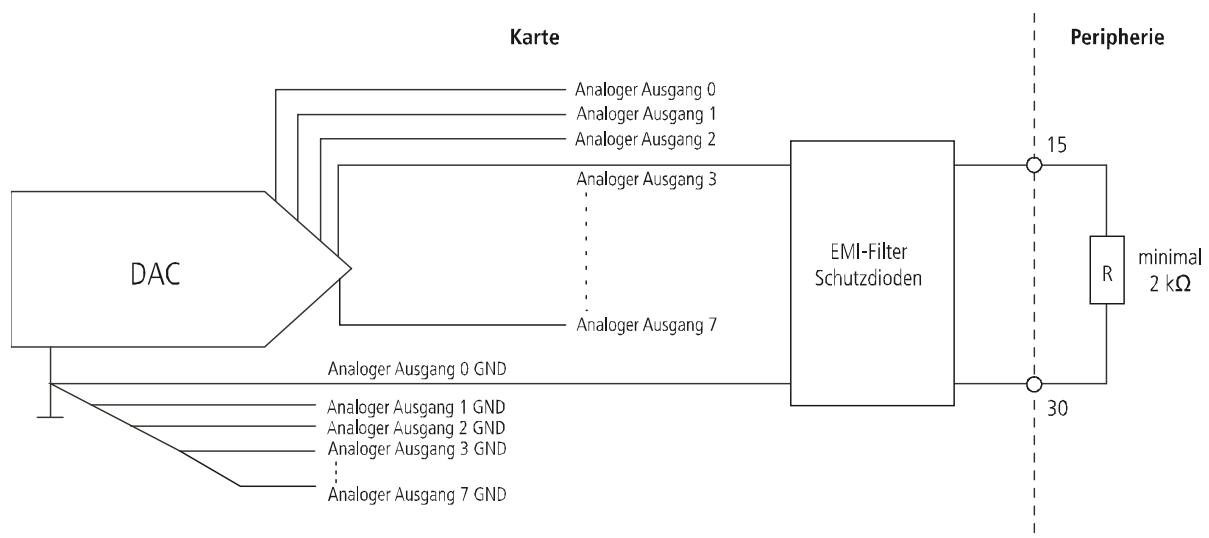 Karte
Peripherie
Analoger Ausgang 0
Analoger Ausgang 1
Analoger Ausgang 2
15
Analoger Ausgang 3
DAC
EMI-Filter
Schutzdioden
R
minimal
2 kΩ
Analoger Ausgang 7
Analoger Ausgang 0 GND
30
Analoger Ausgang 1 GND
Analoger Ausgang 2 GND
Analoger Ausgang 3 GND
Analoger Ausgang 7 GND